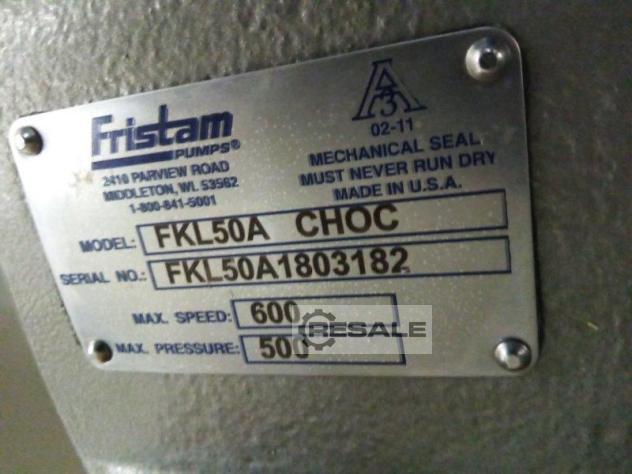 Fristam
PUMPS®
2410 PARVIEW ROAD
MIDDLETON, WI. 53562
1-800-841-5001
A
3
02-11
MECHANICAL SEAL
MUST NEVER RUN DRY
MADE IN U.S.A.
MODEL: FKL50A CHOC
SERIAL NO.: FKL50A1803182
MAX. SPEED: 600
MAX. PRESSURE: 500
RESALE